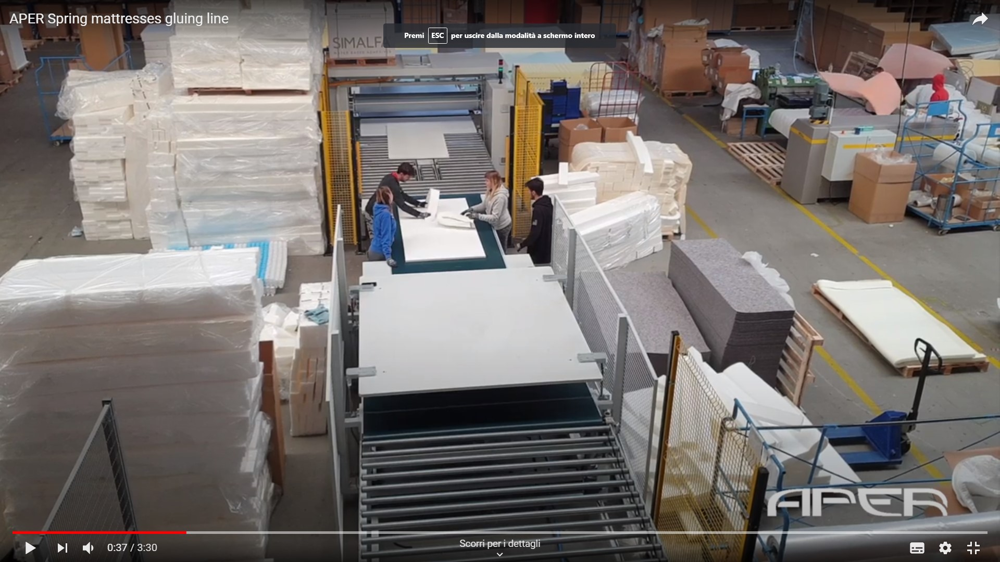 APER Spring mattresses gluing line
Premi ESC per uscire dalla modalità a schermo intero
SIMALFA
APER
0:37 / 3:30
Scorri per i dettagli